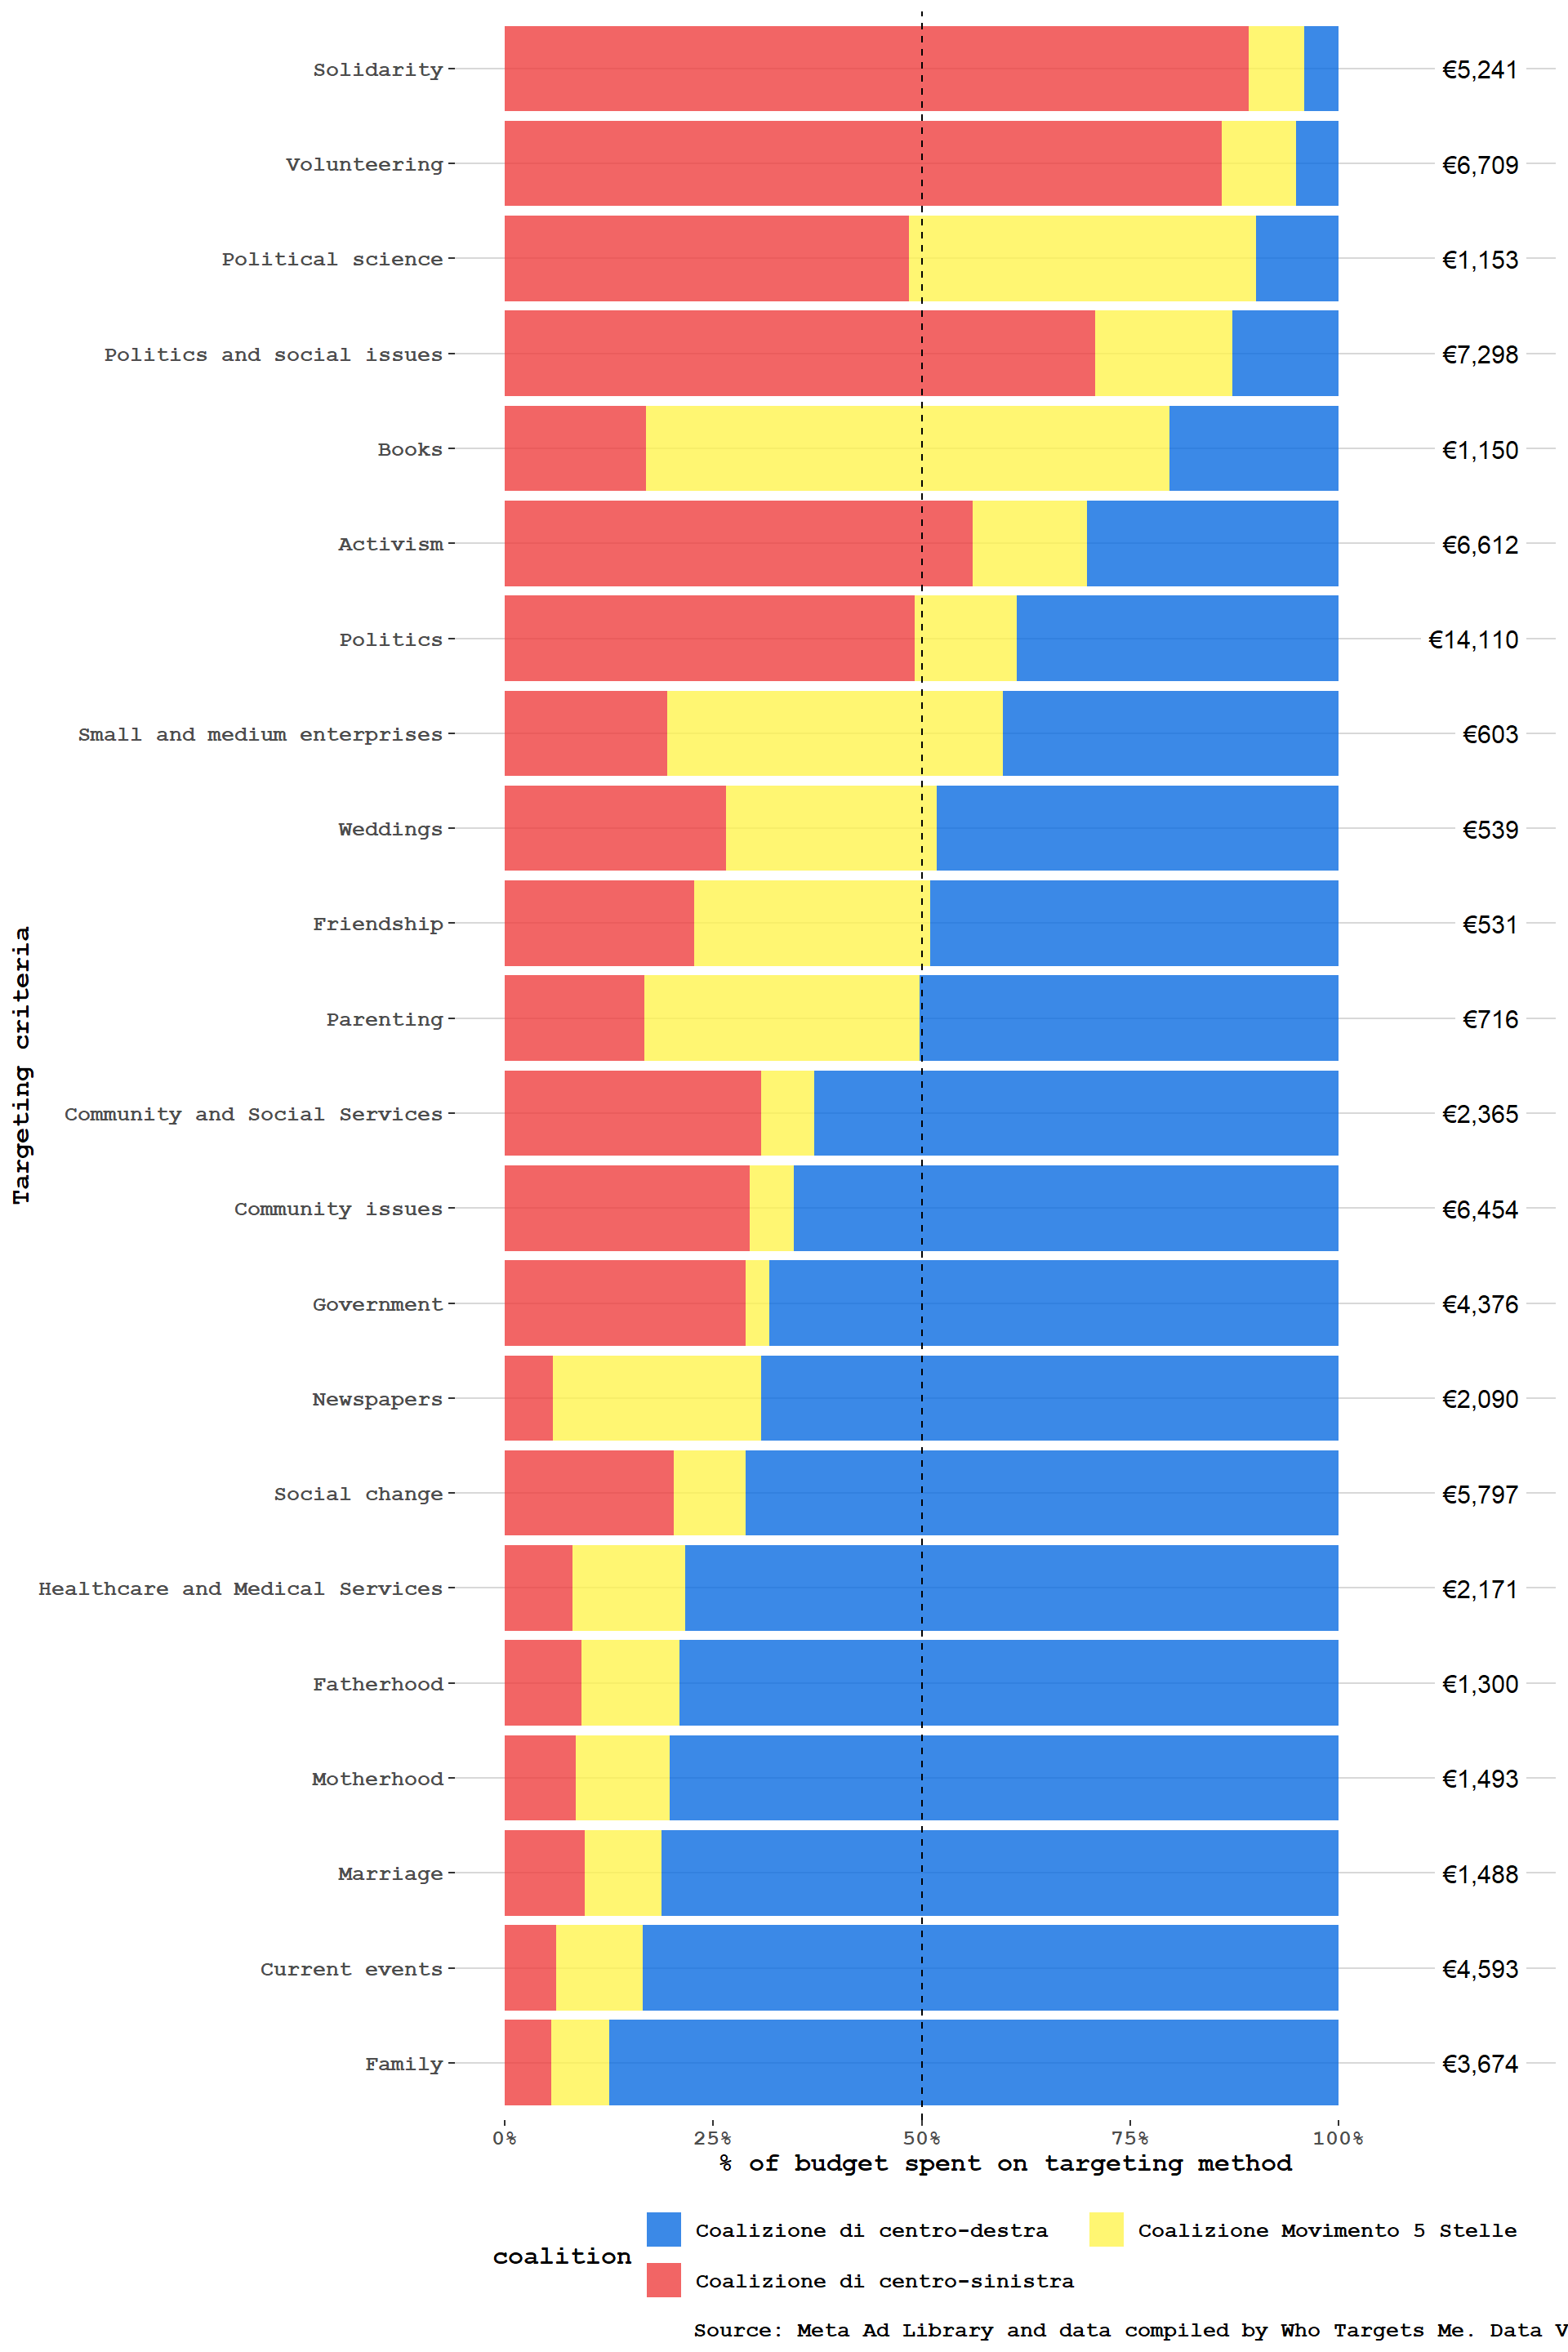 Solidarity €5,241
Volunteering €6,709
Political science €1,153
Politics and social issues €7,298
Books €1,150
Activism €6,612
Politics €14,110
Small and medium enterprises €603
Weddings €539
Friendship €531
Parenting €716
Community and Social Services €2,365
Community issues €6,454
Government €4,376
Newspapers €2,090
Social change €5,797
Healthcare and Medical Services €2,171
Fatherhood €1,300
Motherhood €1,493
Marriage €1,488
Current events €4,593
Family €3,674
Targeting criteria
0% 25% 50% 75% 100%
% of budget spent on targeting method
coalition
Coalizione di centro-destra
Coalizione Movimento 5 Stelle
Coalizione di centro-sinistra
Source: Meta Ad Library and data compiled by Who Targets Me. Data V